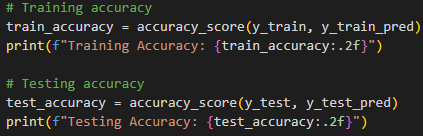 # Training accuracy
train_accuracy = accuracy_score(y_train, y_train_pred)
print(f"Training Accuracy: {train_accuracy:.2f}")
# Testing accuracy
test_accuracy = accuracy_score(y_test, y_test_pred)
print(f"Testing Accuracy: {test_accuracy:.2f}")